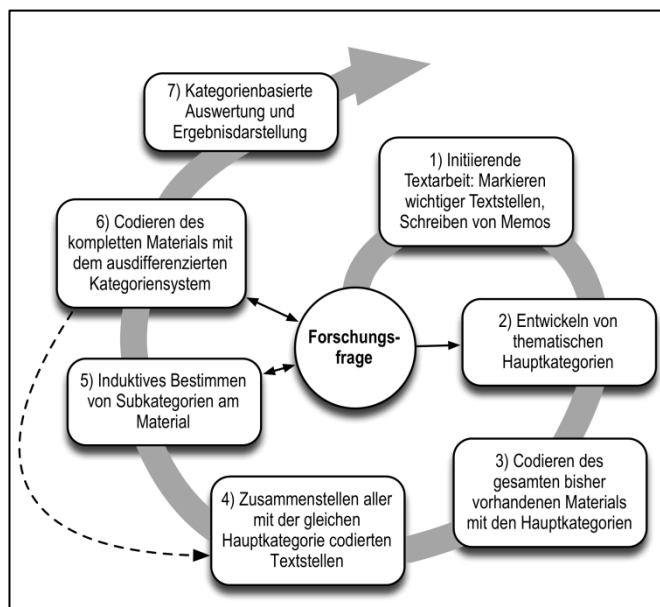 7) Kategorienbasierte
Auswertung und
Ergebnisdarstellung
1) Initiierende
Textarbeit: Markieren
wichtiger Textstellen,
Schreiben von Memos
6) Codieren des
kompletten Materials mit
dem ausdifferenzierten
Kategoriensystem
Forschungs-
frage
2) Entwickeln von
thematischen
Hauptkategorien
5) Induktives Bestimmen
von Subkategorien am
Material
3) Codieren des
gesamten bisher
vorhandenen Materials
mit den Hauptkategorien
4) Zusammenstellen aller
mit der gleichen
Hauptkategorie codierten
Textstellen